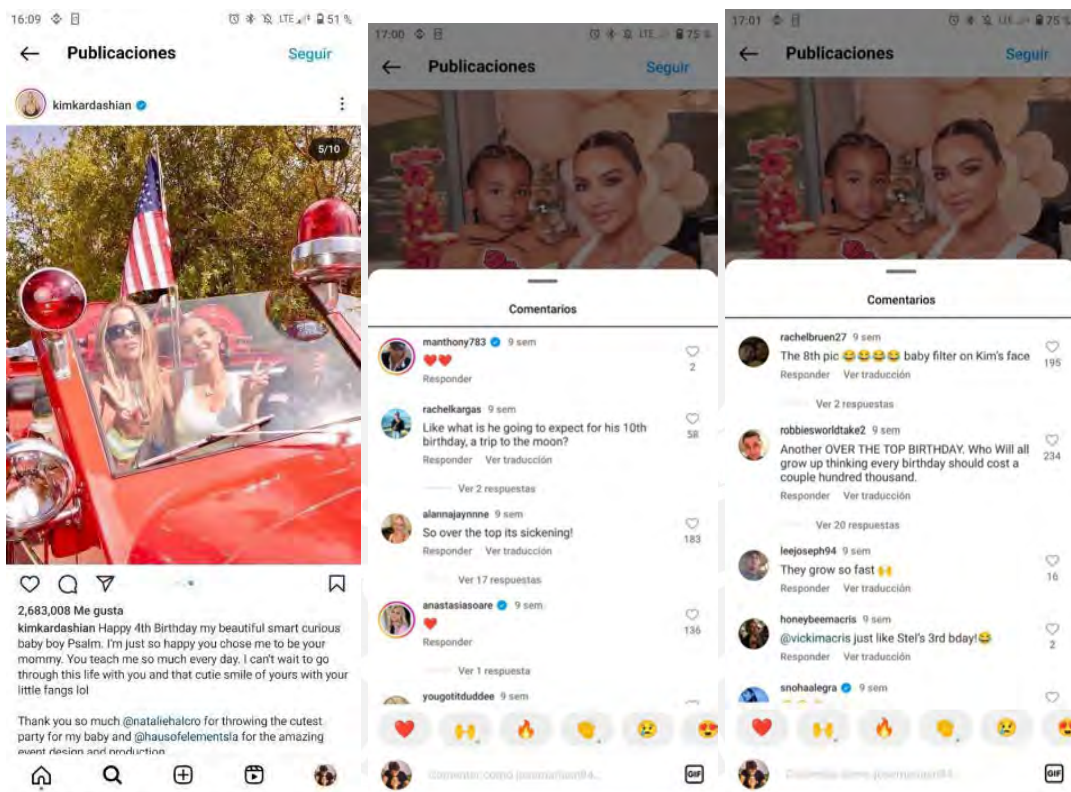 16:09 LTE 51 %
Publicaciones Seguir
kimkardashian
5/10
2,683,008 Me gusta
kimkardashian Happy 4th Birthday my beautiful smart curious
baby boy Psalm. I'm just so happy you chose me to be your
mommy. You teach me so much every day. I can't wait to go
through this life with you and that cutie smile of yours with your
little fangs lol
Thank you so much @nataliehalcro for throwing the cutest
party for my baby and @hausofelementsla for the amazing
event design and production
17:00 LTE 75 %
Publicaciones Seguir
Comentarios
manthony783 9 sem
❤️❤️
2
Responder
rachelkargas 9 sem
Like what is he going to expect for his 10th
birthday, a trip to the moon?
58
Responder Ver traducción
Ver 2 respuestas
alannajaynnne 9 sem
So over the top its sickening!
183
Responder Ver traducción
Ver 17 respuestas
anastasiasoare 9 sem
❤️
136
Responder
Ver 1 respuesta
yougotitduddee 9 sem
Comentar como
GIF
17:01 LTE 75 %
Publicaciones Seguir
Comentarios
rachelbruen27 9 sem
The 8th pic 😂😂😂😂 baby filter on Kim's face
195
Responder Ver traducción
Ver 2 respuestas
robbiesworldtake2 9 sem
Another OVER THE TOP BIRTHDAY. Who Will all
grow up thinking every birthday should cost a
couple hundred thousand.
234
Responder Ver traducción
Ver 20 respuestas
leejoseph94 9 sem
They grow so fast 🙌
16
Responder Ver traducción
honeybeemacris 9 sem
@vickimacris just like Stel's 3rd bday!😂
2
Responder Ver traducción
snohaalegra 9 sem
Comentar como
GIF